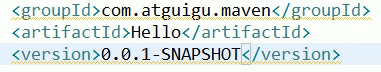 <groupId>com.atguigu.maven</groupId>
<artifactId>Hello</artifactId>
<version>0.0.1-SNAPSHOT</version>